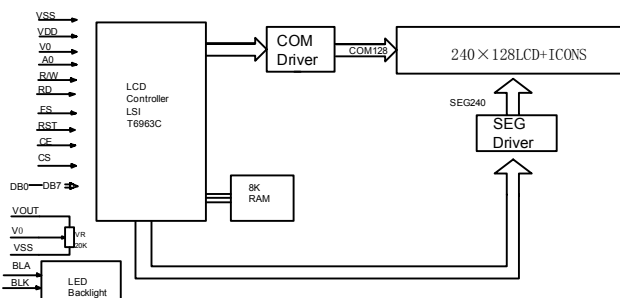 VSS
VDD
V0
A0
R/W
RD
FS
RST
CE
CS
DB0 DB7
VOUT
V0
VSS
VR
20K
BLA
BLK
LED
Backlight
LCD
Controller
LSI
T6963C
8K
RAM
COM
Driver
COM128
240×128LCD+ICONS
SEG240
SEG
Driver